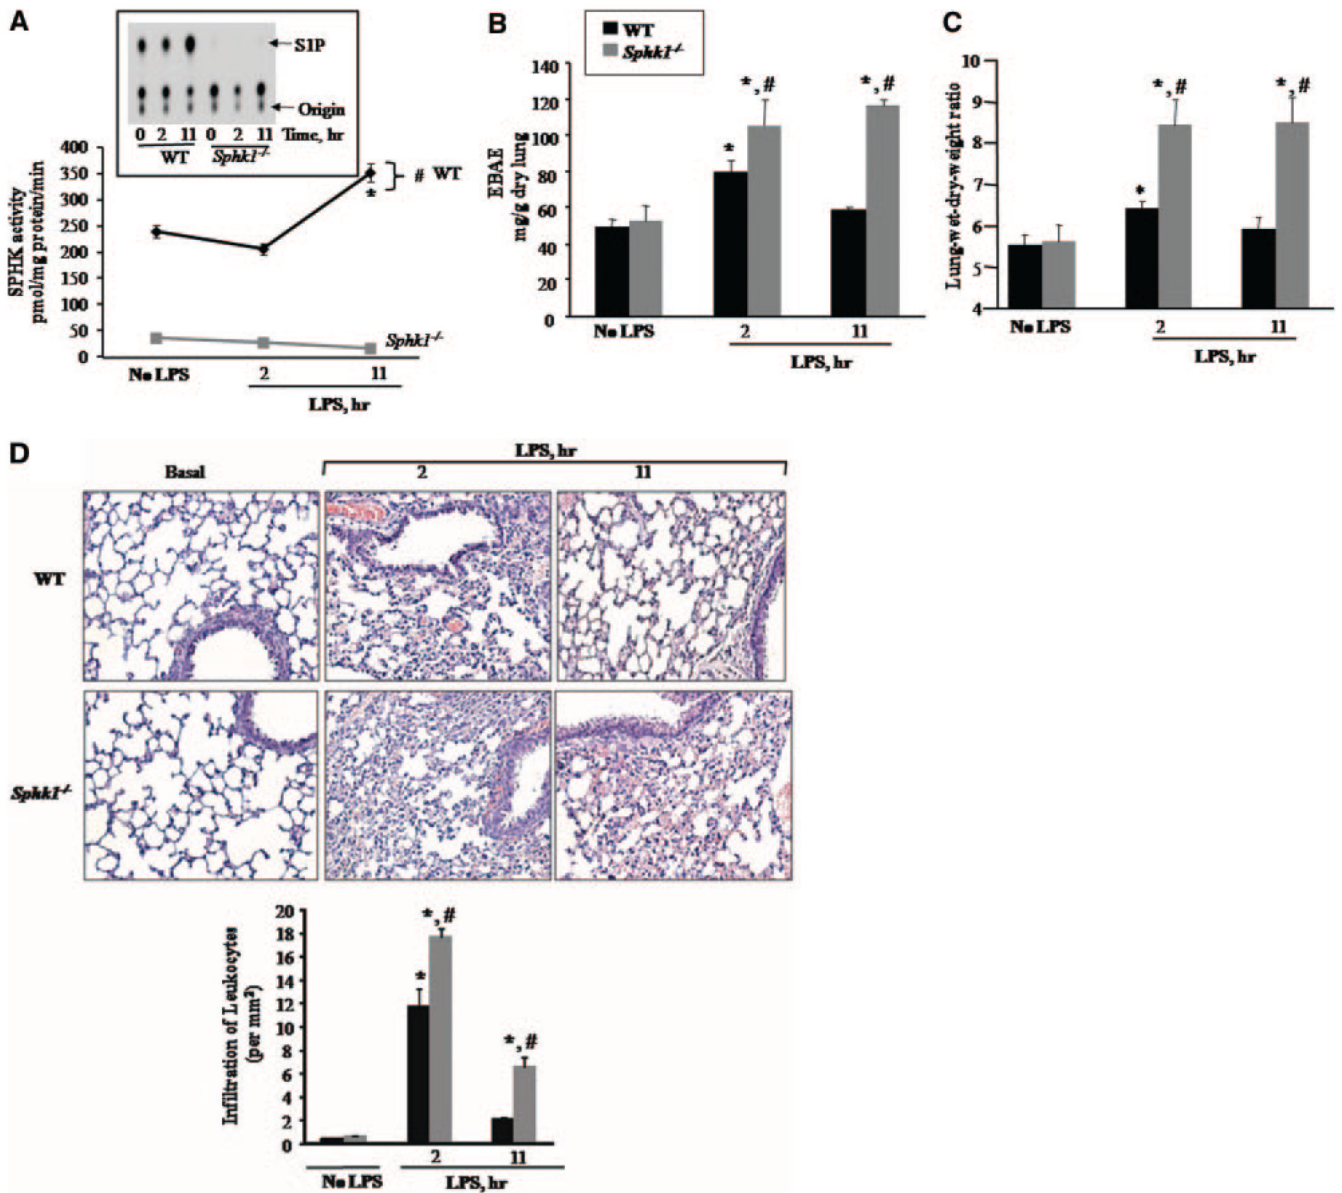 A
S1P
Origin
0 2 11 0 2 11 Time, hr
WT Sphk1-/-
SPHK activity
pmol/mg protein/min
400
350
300
250
200
150
100
50
0
# WT
*
Sphk1-/-
No LPS 2 11
LPS, hr
B
WT
Sphk1-/-
EBAE
mg/g dry lung
140
120
100
80
60
40
20
0
*
*, #
*, #
No LPS 2 11
LPS, hr
C
Lung-wet-dry-weight ratio
10
9
8
7
6
5
4
*
*, #
*, #
No LPS 2 11
LPS, hr
D
LPS, hr
Basal 2 11
WT
Sphk1-/-
Infiltration of Leukocytes
(per mm²)
20
18
16
14
12
10
8
6
4
2
0
*
*, #
*, #
2 11
No LPS LPS, hr